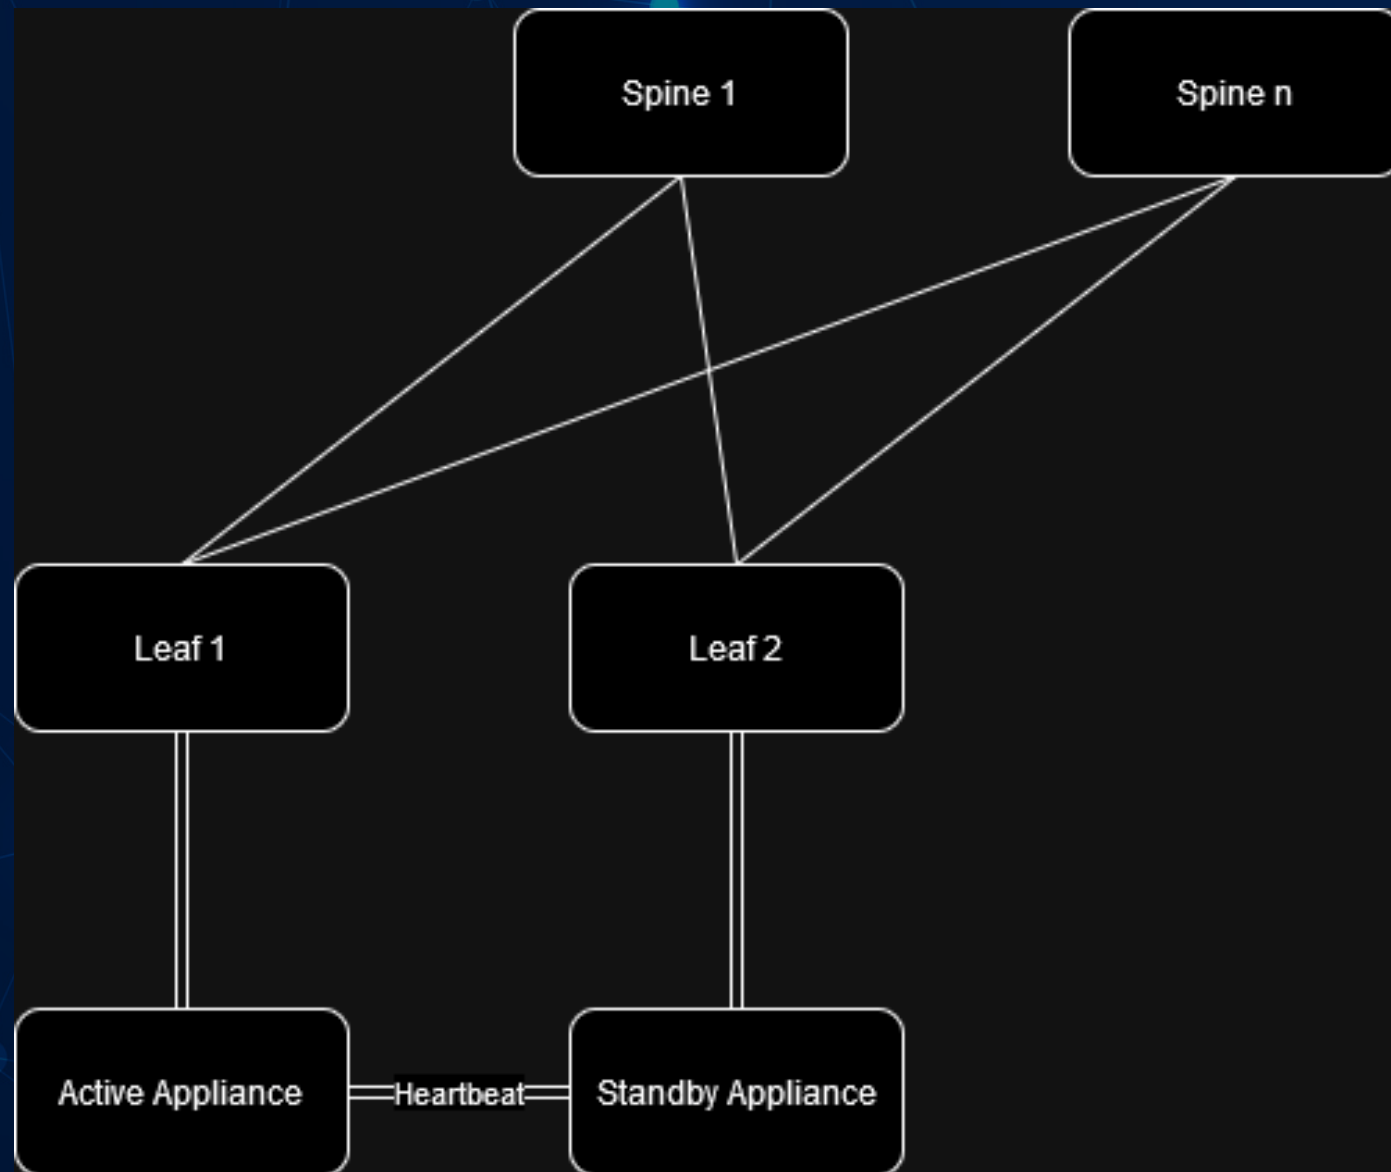 Spine 1
Spine n
Leaf 1
Leaf 2
Active Appliance
Heartbeat
Standby Appliance